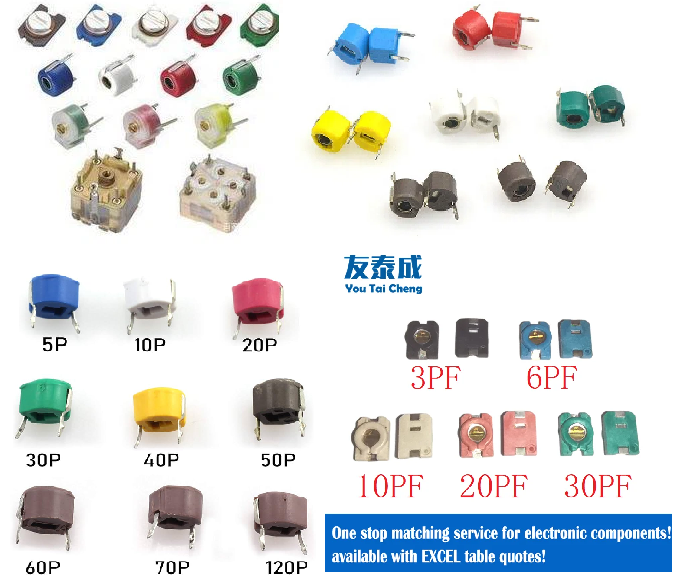 友泰成
You Tai Cheng
5P 10P 20P
3PF 6PF
30P 40P 50P
10PF 20PF 30PF
60P 70P 120P
One stop matching service for electronic components!
available with EXCEL table quotes!